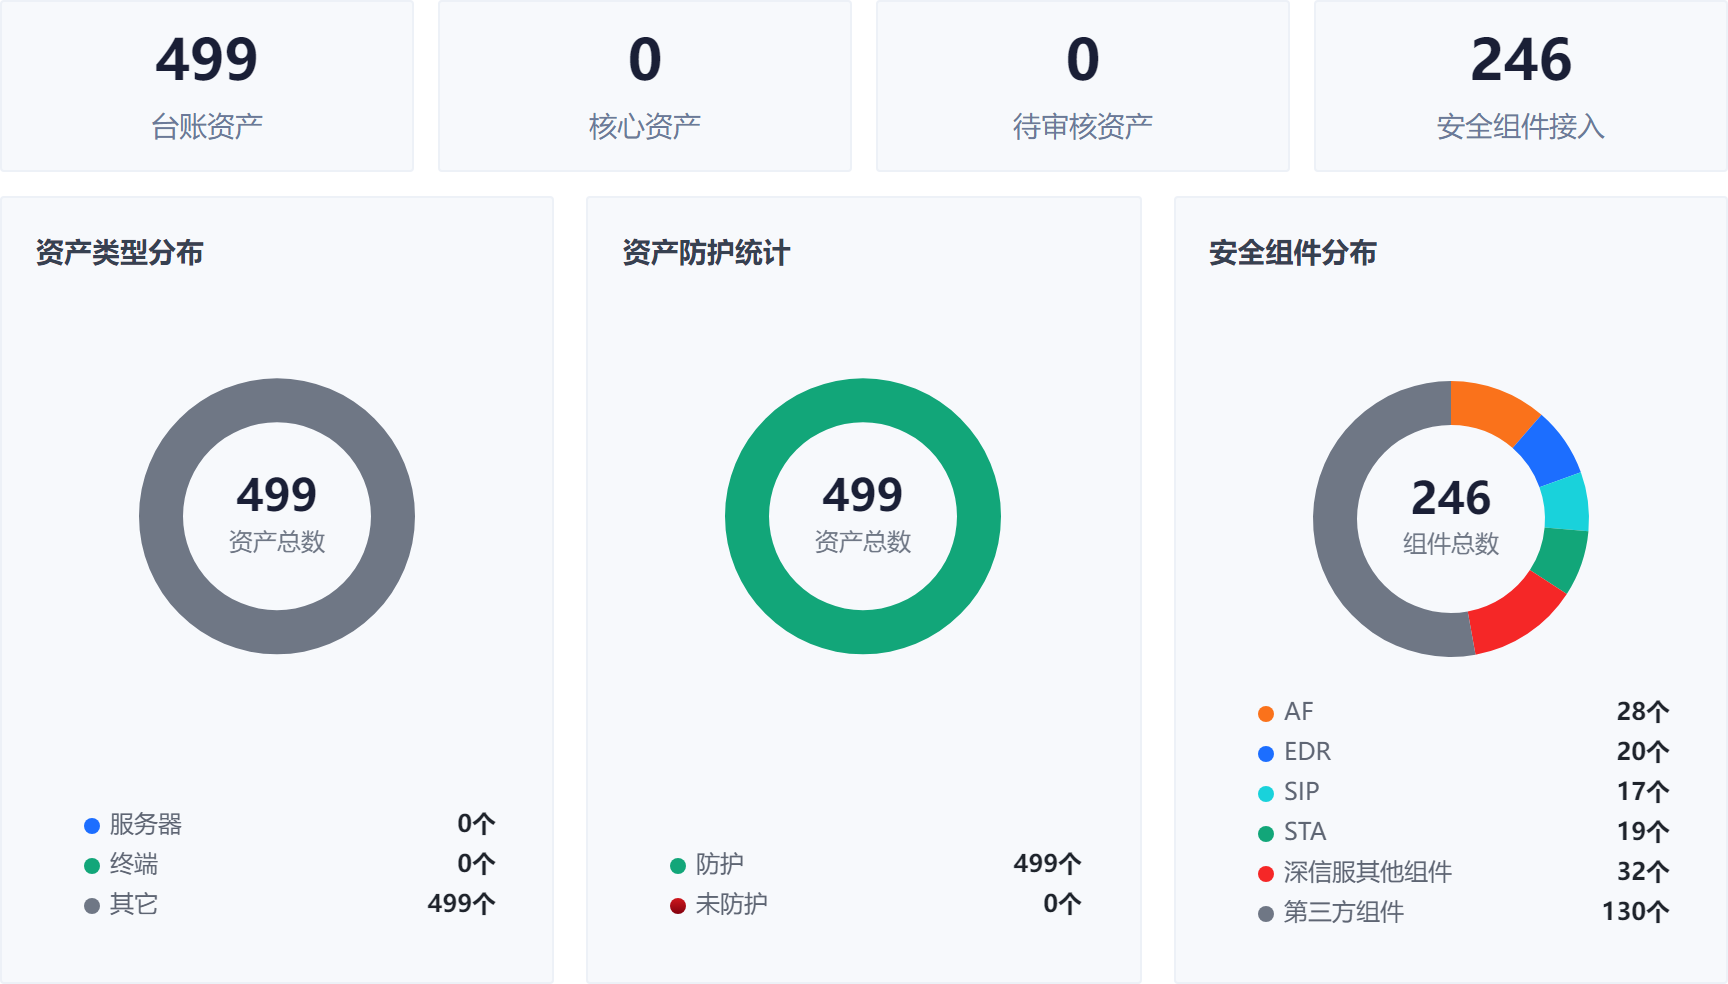 499
台账资产
0
核心资产
0
待审核资产
246
安全组件接入
资产类型分布
499
资产总数
服务器 0个
终端 0个
其它 499个
资产防护统计
499
资产总数
防护 499个
未防护 0个
安全组件分布
246
组件总数
AF 28个
EDR 20个
SIP 17个
STA 19个
深信服其他组件 32个
第三方组件 130个